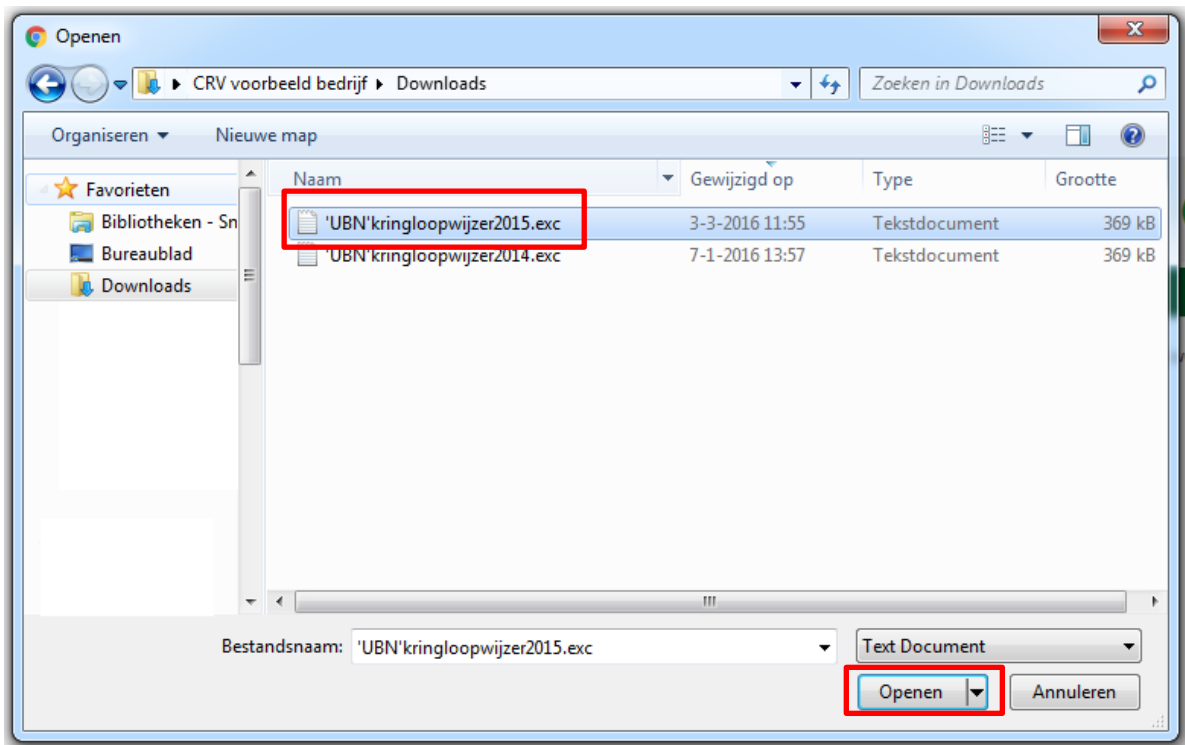 Openen
CRV voorbeeld bedrijf Downloads Zoeken in Downloads
Organiseren Nieuwe map
Naam Gewijzigd op Type Grootte
Favorieten
Bibliotheken - Sn
Bureaublad
Downloads
'UBN'kringloopwijzer2015.exc 3-3-2016 11:55 Tekstdocument 369 kB
'UBN'kringloopwijzer2014.exc 7-1-2016 13:57 Tekstdocument 369 kB
Bestandsnaam: 'UBN'kringloopwijzer2015.exc Text Document
Openen Annuleren